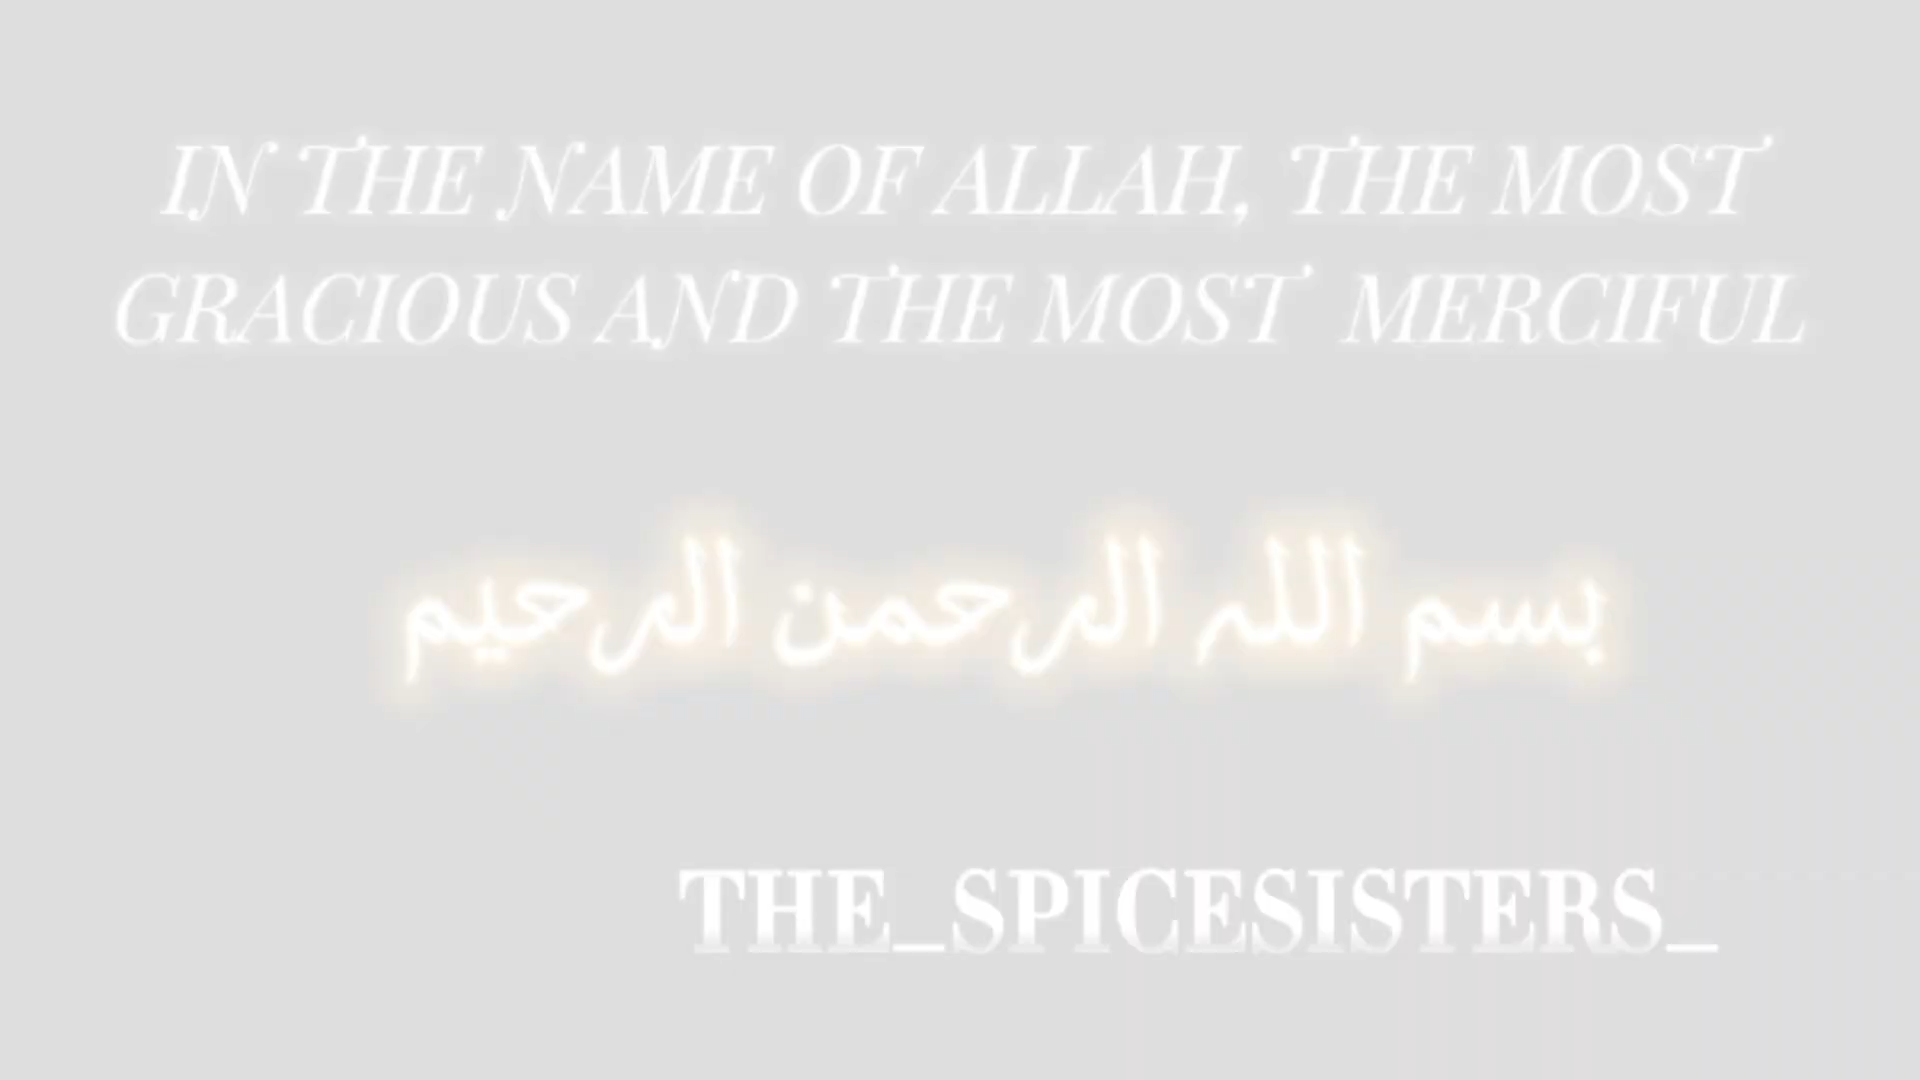 IN THE NAME OF ALLAH, THE MOST
GRACIOUS AND THE MOST MERCIFUL
بسم الله الرحمن الرحيم
THE_SPICESISTERS_